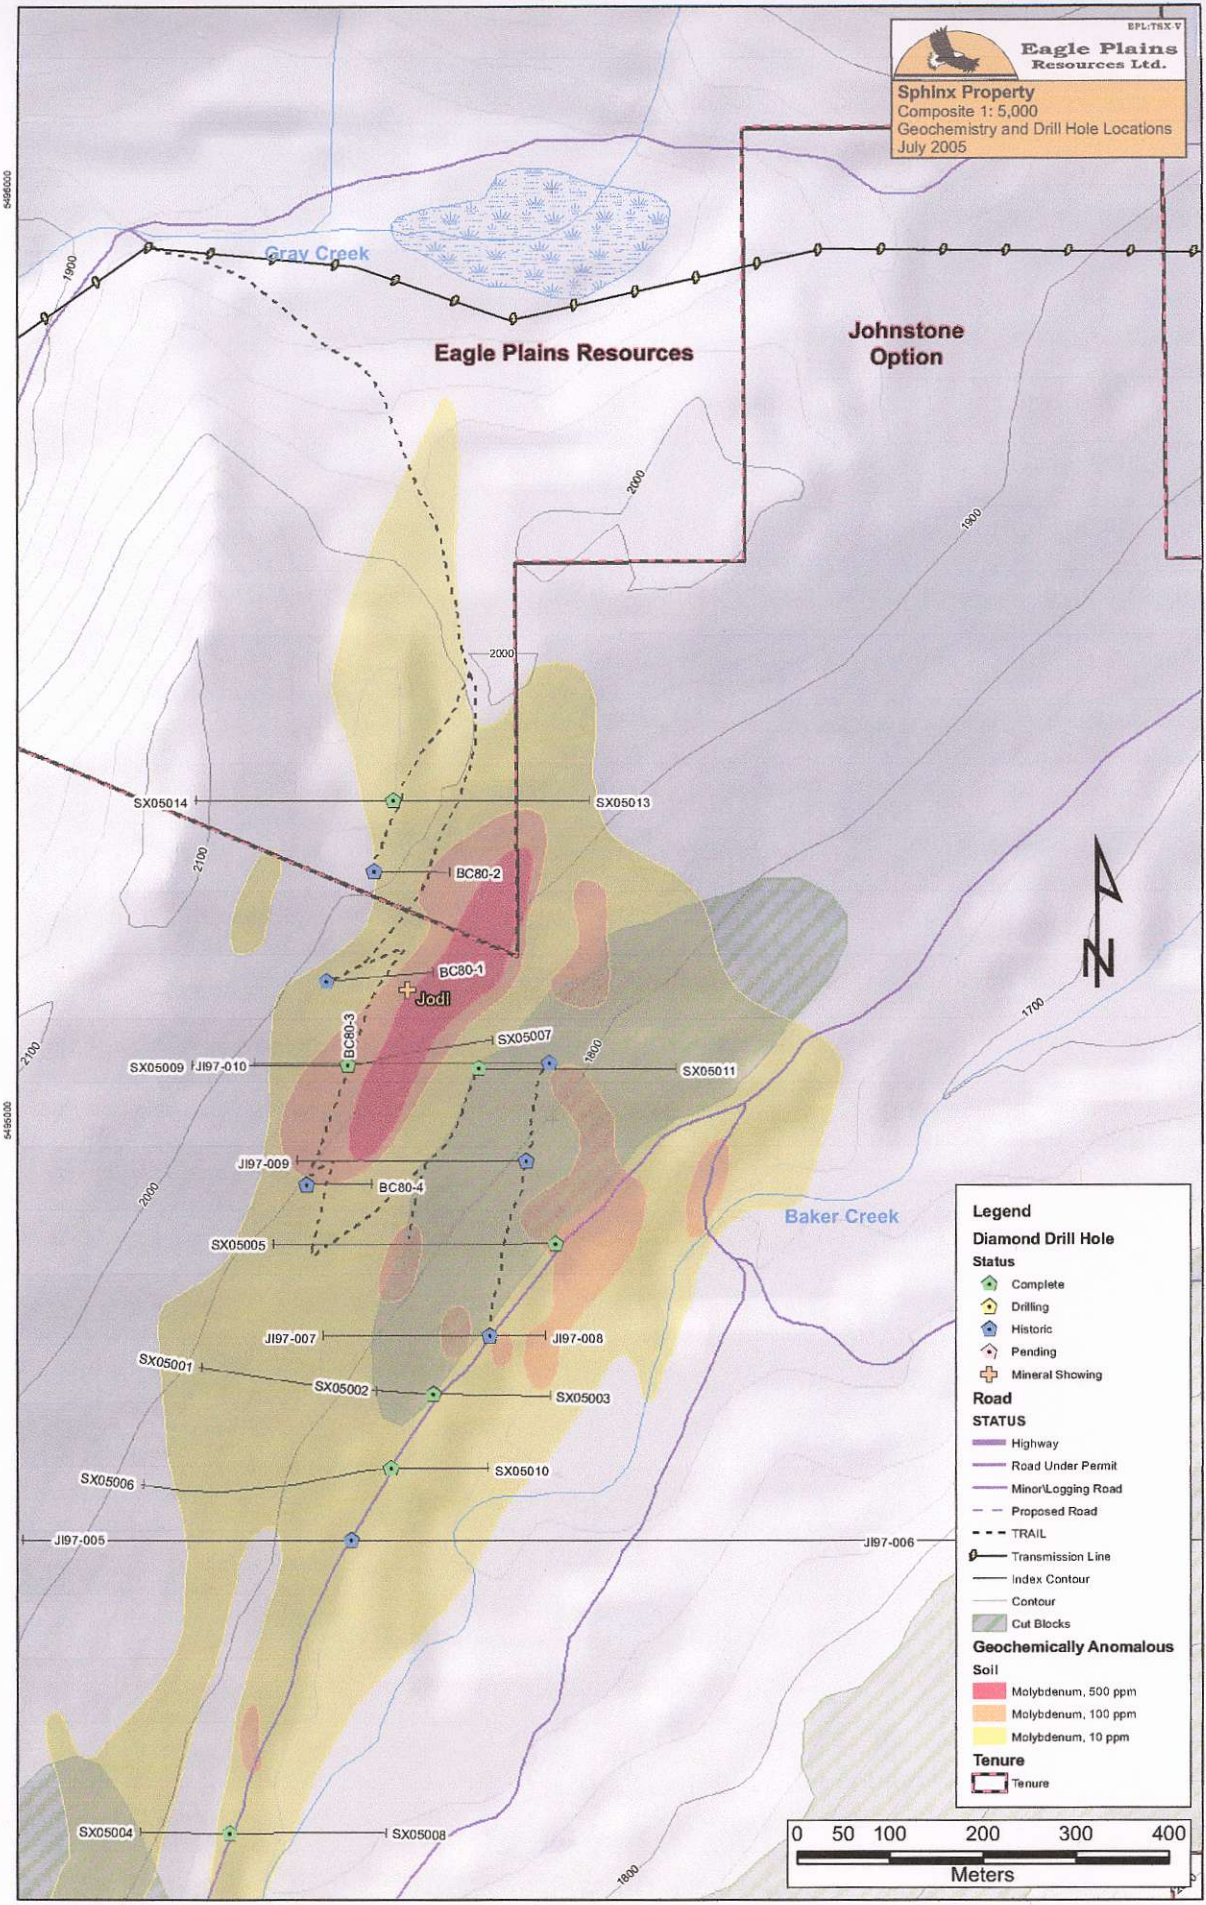 EPL:TSX-V
Eagle Plains
Resources Ltd.
Sphinx Property
Composite 1: 5,000
Geochemistry and Drill Hole Locations
July 2005
5496000
1900
Gray Creek
Eagle Plains Resources
Johnstone
Option
2000
1900
2000
SX05014
SX05013
2100
BC80-2
BC80-1
Jodi
BC80-3
SX05007
2100
SX05009
JI97-010
1800
SX05011
1700
5495000
JI97-009
BC80-4
2000
Baker Creek
SX05005
JI97-007
JI97-008
SX05001
SX05002
SX05003
SX05006
SX05010
JI97-005
JI97-006
SX05004
SX05008
1800
Legend
Diamond Drill Hole
Status
Complete
Drilling
Historic
Pending
Mineral Showing
Road
STATUS
Highway
Road Under Permit
Minor\Logging Road
Proposed Road
TRAIL
Transmission Line
Index Contour
Contour
Cut Blocks
Geochemically Anomalous
Soil
Molybdenum, 500 ppm
Molybdenum, 100 ppm
Molybdenum, 10 ppm
Tenure
Tenure
N
0 50 100 200 300 400
Meters